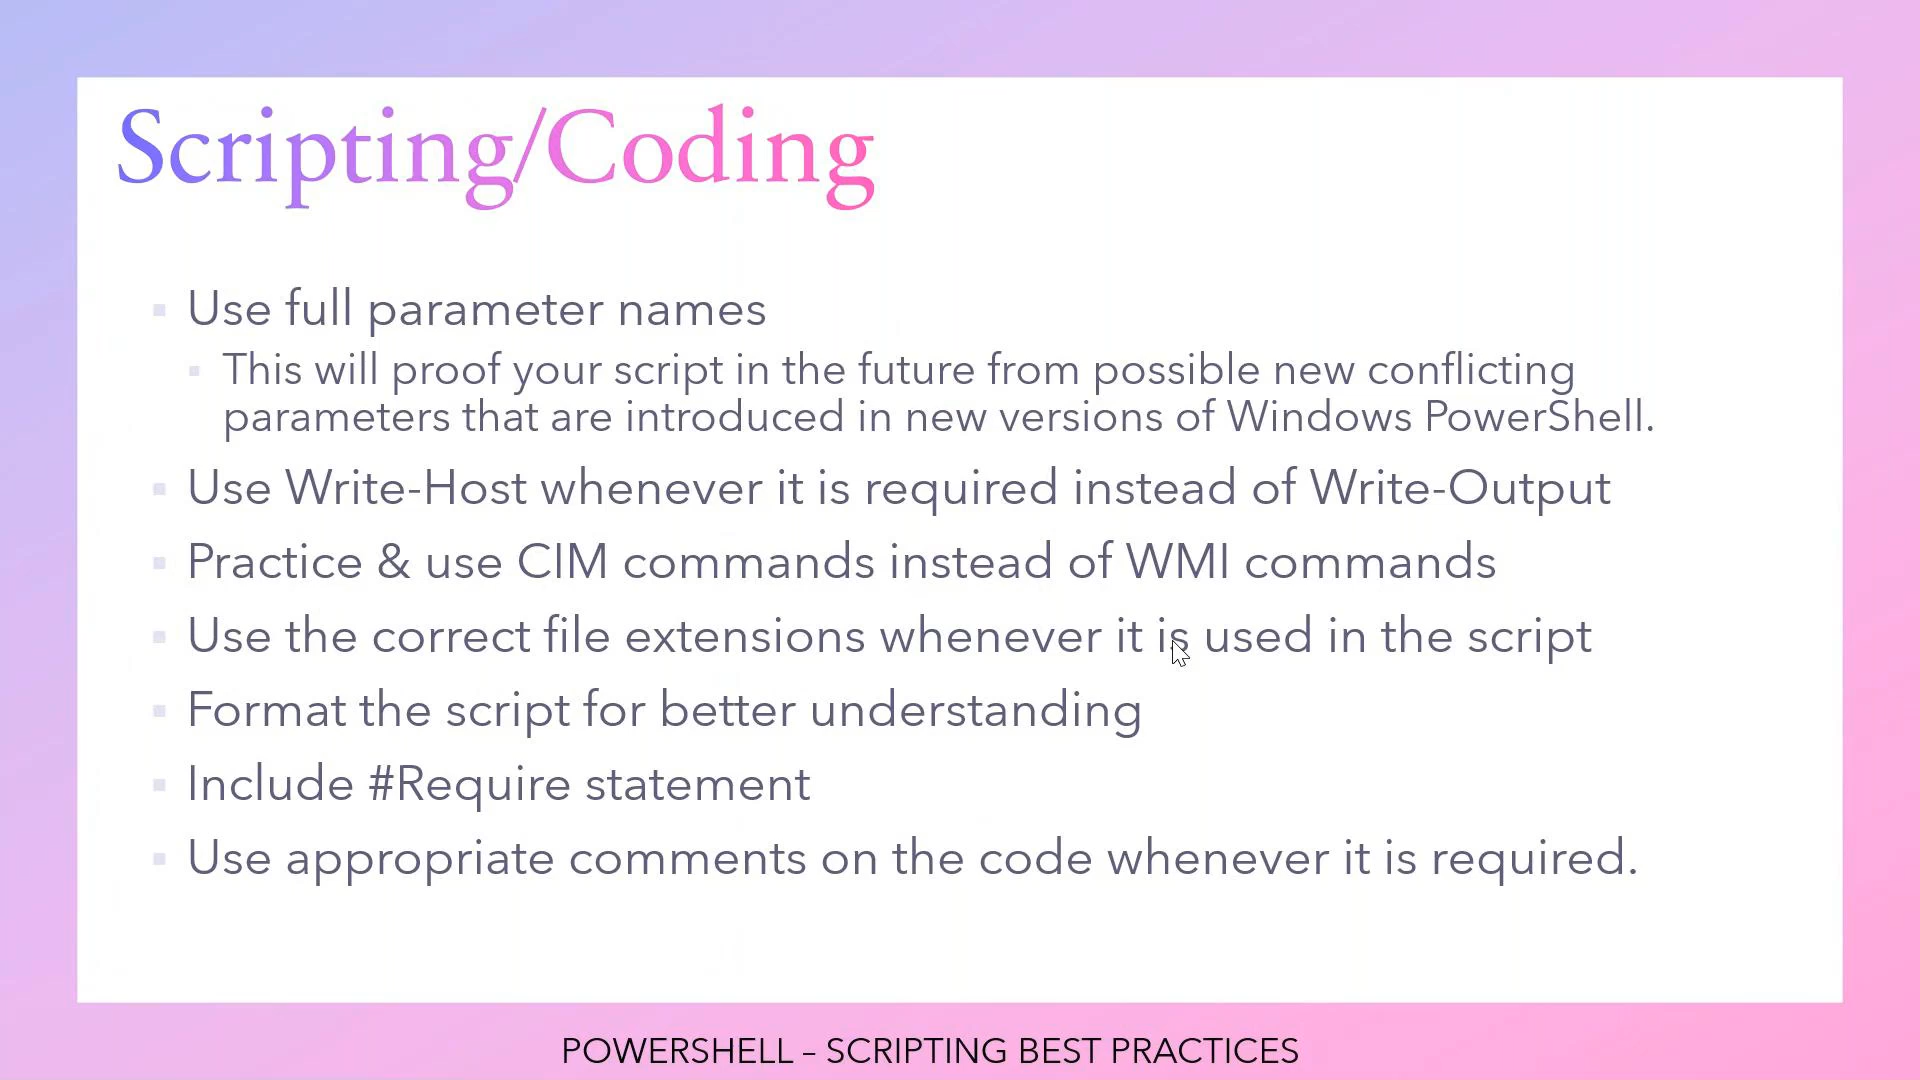 Scripting/Coding
Use full parameter names
This will proof your script in the future from possible new conflicting
parameters that are introduced in new versions of Windows PowerShell.
Use Write-Host whenever it is required instead of Write-Output
Practice & use CIM commands instead of WMI commands
Use the correct file extensions whenever it is used in the script
Format the script for better understanding
Include #Require statement
Use appropriate comments on the code whenever it is required.
POWERSHELL – SCRIPTING BEST PRACTICES